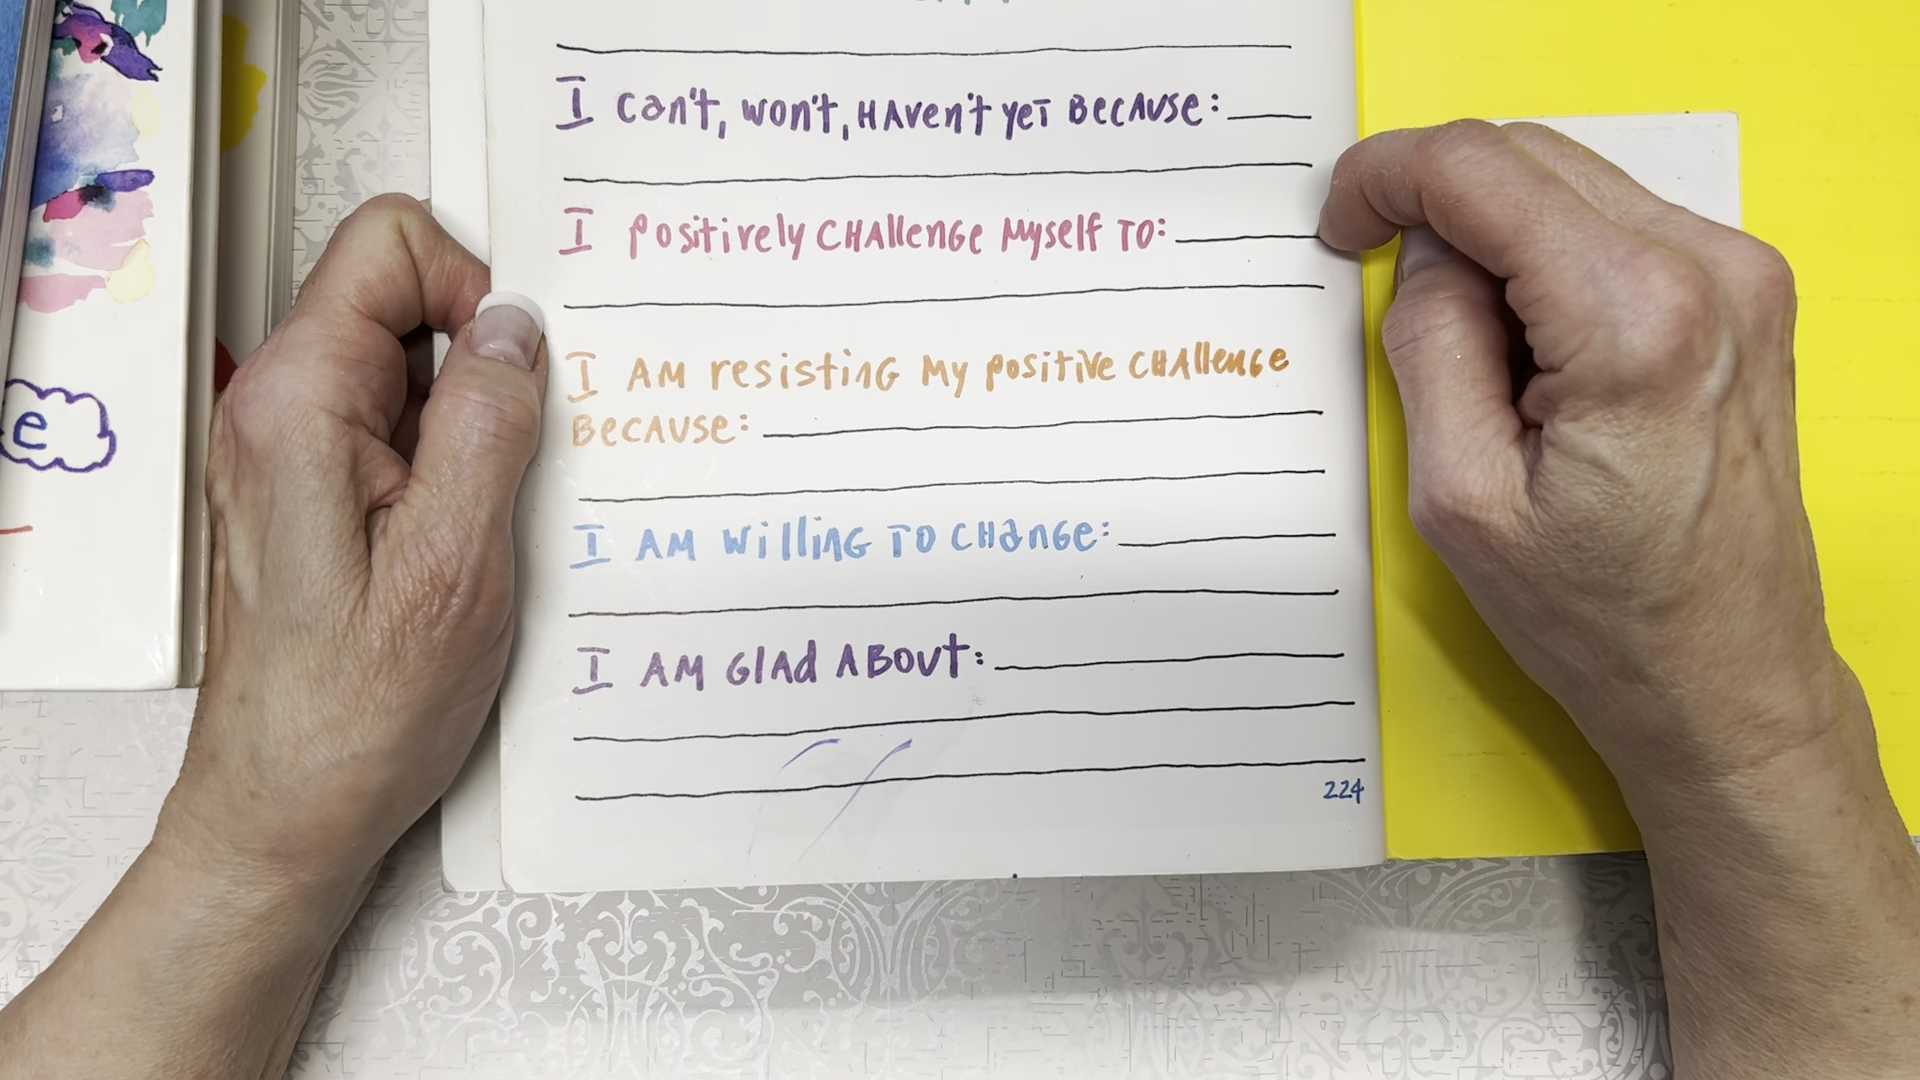 I can't, won't, HAven't yet BeCAUse:
I positively CHAllenGe Myself TO:
I AM resistinG My positive CHAllenGe
BeCAUse:
I AM willinG TO CHanGe:
I AM Glad ABOUt:
224
e